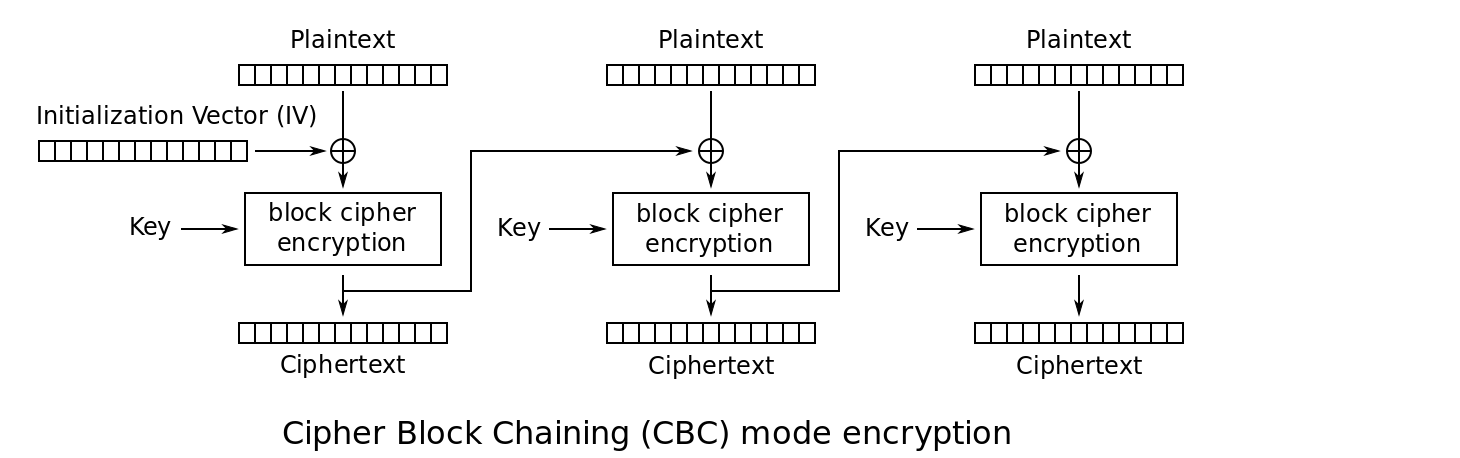 Plaintext
Plaintext
Plaintext
Initialization Vector (IV)
Key
block cipher
encryption
Key
block cipher
encryption
Key
block cipher
encryption
Ciphertext
Ciphertext
Ciphertext
Cipher Block Chaining (CBC) mode encryption